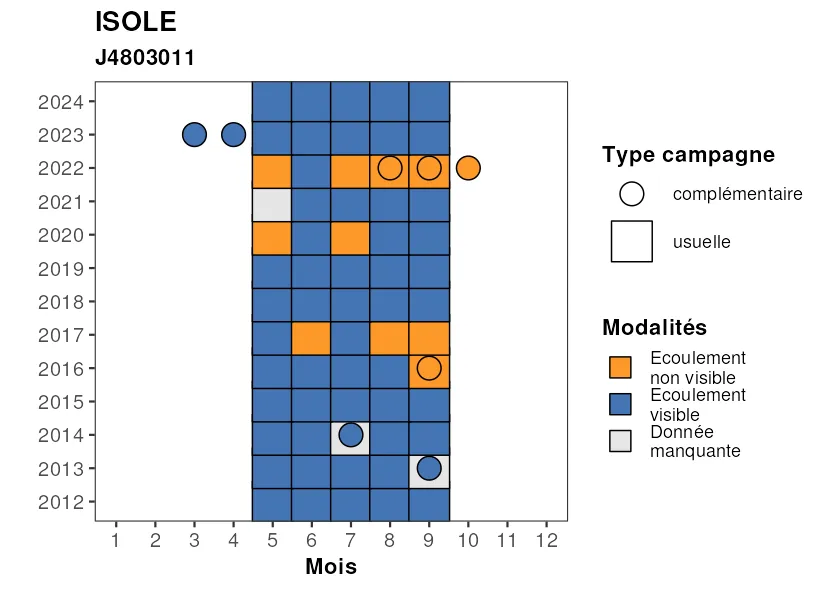 ISOLE
J4803011
2024
2023
2022
2021
2020
2019
2018
2017
2016
2015
2014
2013
2012
1 2 3 4 5 6 7 8 9 10 11 12
Mois
Type campagne
complémentaire
usuelle
Modalités
Ecoulement
non visible
Ecoulement
visible
Donnée
manquante